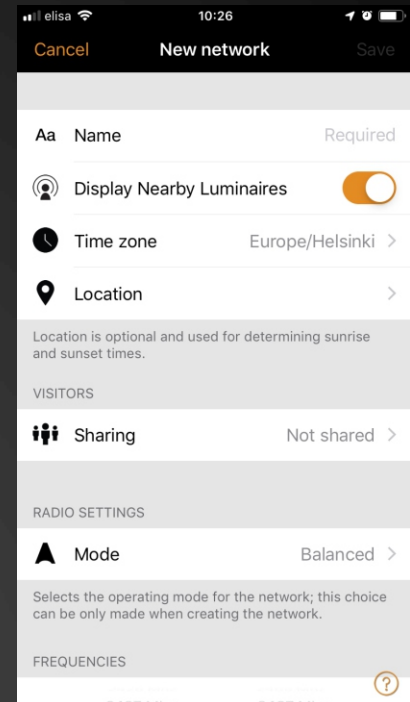 elisa 10:26
Cancel New network Save
Aa Name Required
Display Nearby Luminaires
Time zone Europe/Helsinki >
Location >
Location is optional and used for determining sunrise
and sunset times.
VISITORS
Sharing Not shared >
RADIO SETTINGS
Mode Balanced >
Selects the operating mode for the network; this choice
can be only made when creating the network.
FREQUENCIES
?